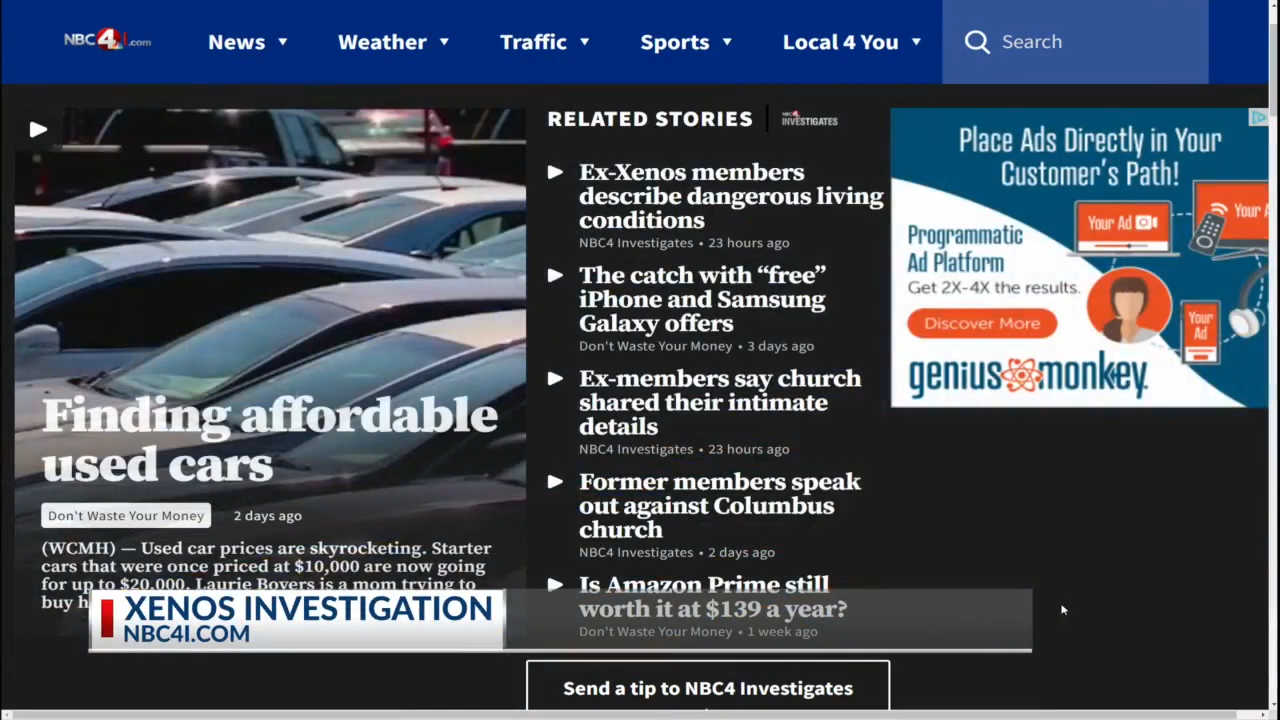 NBC4i.com
News
Weather
Traffic
Sports
Local 4 You
Search
Finding affordable
used cars
Don't Waste Your Money
2 days ago
(WCMH) — Used car prices are skyrocketing. Starter
cars that were once priced at $10,000 are now going
for up to $20,000. Laurie Boyers is a mom trying to
buy
RELATED STORIES
NBC4
INVESTIGATES
Ex-Xenos members
describe dangerous living
conditions
NBC4 Investigates • 23 hours ago
The catch with “free”
iPhone and Samsung
Galaxy offers
Don't Waste Your Money • 3 days ago
Ex-members say church
shared their intimate
details
NBC4 Investigates • 23 hours ago
Former members speak
out against Columbus
church
NBC4 Investigates • 2 days ago
Is Amazon Prime still
worth it at $139 a year?
Don't Waste Your Money • 1 week ago
Send a tip to NBC4 Investigates
Place Ads Directly in Your
Customer's Path!
Programmatic
Ad Platform
Get 2X-4X the results.
Discover More
genius monkey
Your Ad
Your A
Your
Ad
XENOS INVESTIGATION
NBC4I.COM